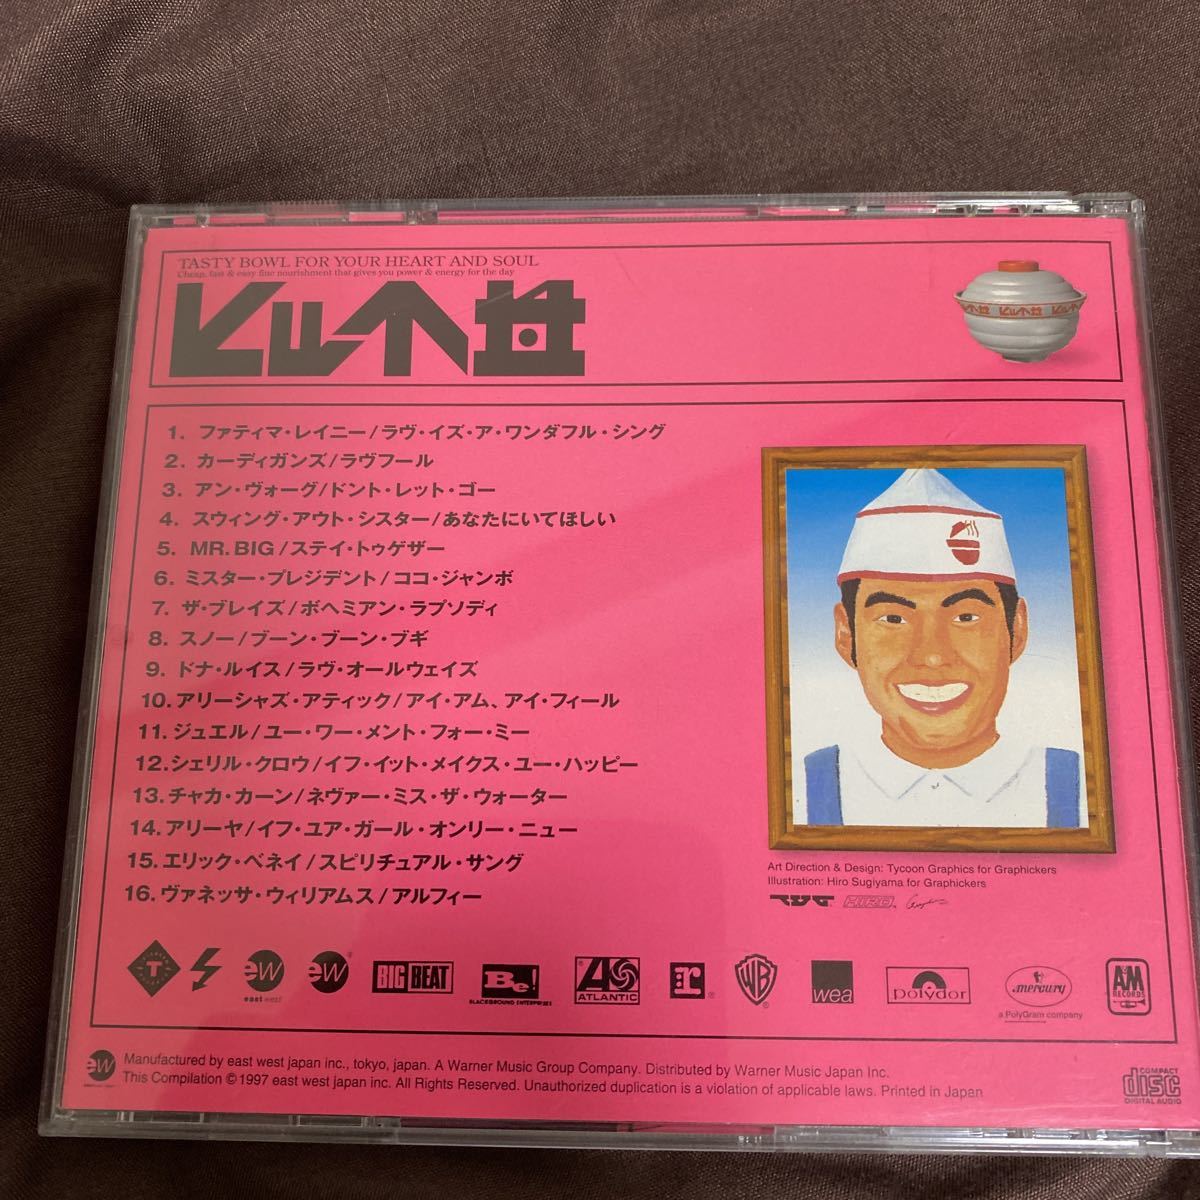 TASTY BOWL FOR YOUR HEART AND SOUL
Cheap, fast & easy fine nourishment that gives you power & energy for the day
ヒット丼
1. ファティマ・レイニー/ラヴ・イズ・ア・ワンダフル・シング
2. カーディガンズ/ラヴフール
3. アン・ヴォーグ/ドント・レット・ゴー
4. スウィング・アウト・シスター/あなたにいてほしい
5. MR. BIG/ステイ・トゥゲザー
6. ミスター・プレジデント/ココ・ジャンボ
7. ザ・ブレイズ/ボヘミアン・ラプソディ
8. スノー/ブーン・ブーン・ブギ
9. ドナ・ルイス/ラヴ・オールウェイズ
10. アリーシャズ・アティック/アイ・アム、アイ・フィール
11. ジュエル/ユー・ワー・メント・フォー・ミー
12. シェリル・クロウ/イフ・イット・メイクス・ユー・ハッピー
13. チャカ・カーン/ネヴァー・ミス・ザ・ウォーター
14. アリーヤ/イフ・ユア・ガール・オンリー・ニュー
15. エリック・ベネイ/スピリチュアル・サング
16. ヴァネッサ・ウィリアムス/アルフィー
Art Direction & Design: Tycoon Graphics for Graphickers
Illustration: Hiro Sugiyama for Graphickers
TYG HIRO
T
ew east west
ew
BIG BEAT
Be! BLACKGROUND ENTERPRISES
ATLANTIC
r
WB
wea
polydor
mercury
a PolyGram company
A&M RECORDS
ew
Manufactured by east west japan inc., tokyo, japan. A Warner Music Group Company. Distributed by Warner Music Japan Inc.
This Compilation ©1997 east west japan inc. All Rights Reserved. Unauthorized duplication is a violation of applicable laws. Printed in Japan
COMPACT disc DIGITAL AUDIO